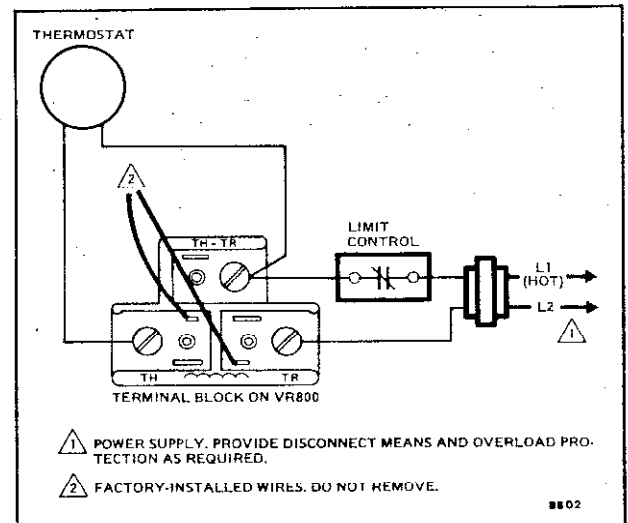 THERMOSTAT
2
TH-TR
LIMIT
CONTROL
L1
(HOT)
L2
1
TH
TR
TERMINAL BLOCK ON VR800
1 POWER SUPPLY. PROVIDE DISCONNECT MEANS AND OVERLOAD PRO-
TECTION AS REQUIRED.
2 FACTORY-INSTALLED WIRES. DO NOT REMOVE.